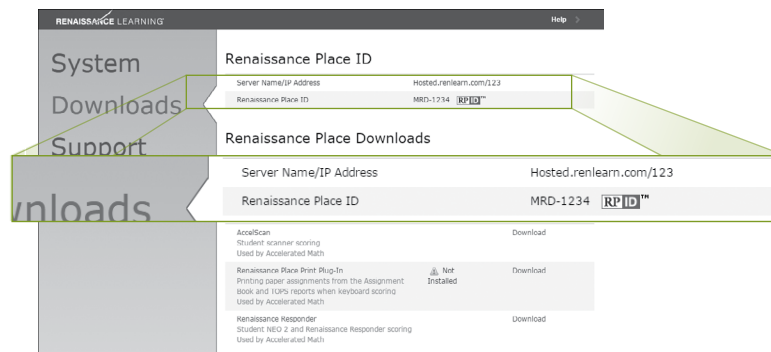 RENAISSANCE LEARNING
Help >
System
Downloads
Support
Renaissance Place ID
Server Name/IP Address Hosted.renlearn.com/123
Renaissance Place ID MRD-1234 RP ID™
Renaissance Place Downloads
Server Name/IP Address Hosted.renlearn.com/123
Renaissance Place ID MRD-1234 RP ID™
wnloads
AccelScan Download
Student scanner scoring
Used by Accelerated Math
Renaissance Place Print Plug-In Not Download
Printing paper assignments from the Assignment Installed
Book and TOPS reports when keyboard scoring
Used by Accelerated Math
Renaissance Responder Download
Student NEO 2 and Renaissance Responder scoring
Used by Accelerated Math